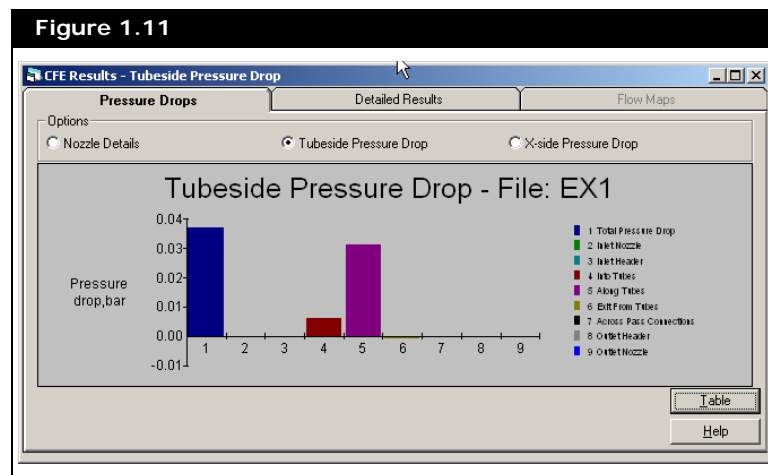 Figure 1.11
CFE Results - Tubeside Pressure Drop
Pressure Drops
Detailed Results
Flow Maps
Options
Nozzle Details
Tubeside Pressure Drop
X-side Pressure Drop
Tubeside Pressure Drop - File: EX1
Pressure
drop,bar
0.04
0.03
0.02
0.01
0.00
-0.01
1 2 3 4 5 6 7 8 9
1 Total Pressure Drop
2 Inlet Nozzle
3 Inlet Header
4 Into Tubes
5 Along Tubes
6 Exit From Tubes
7 Across Pass Connections
8 Outlet Header
9 Outlet Nozzle
Table
Help